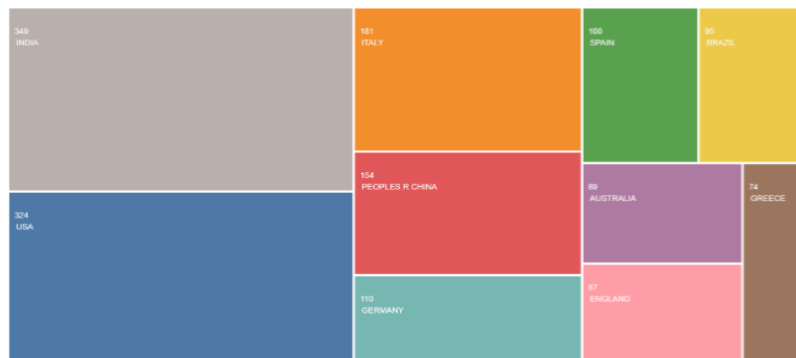 349
INDIA
324
USA
181
ITALY
154
PEOPLES R CHINA
110
GERMANY
100
SPAIN
95
BRAZIL
89
AUSTRALIA
87
ENGLAND
74
GREECE